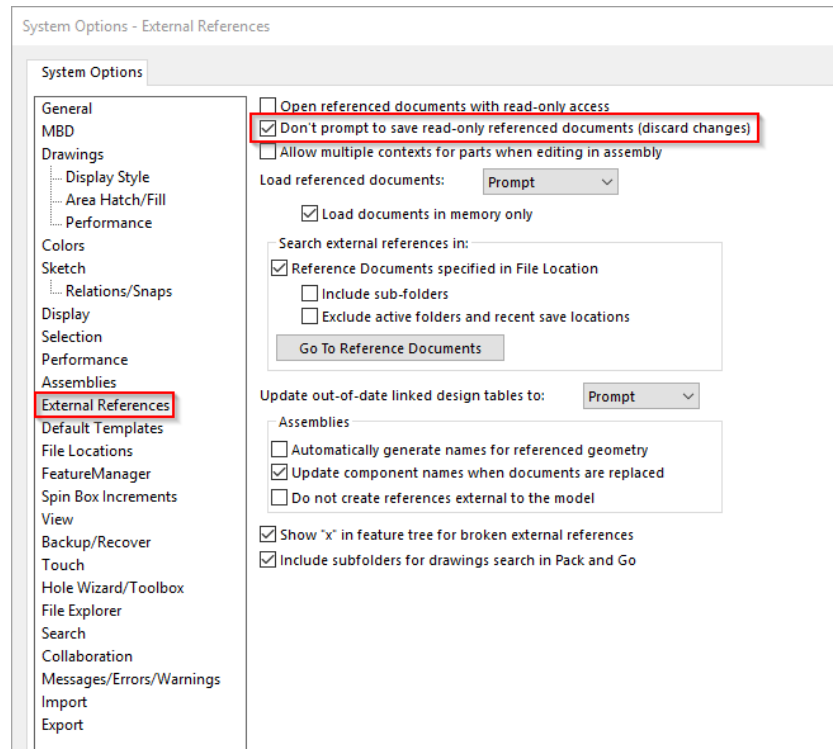 System Options - External References
System Options
General
MBD
Drawings
Display Style
Area Hatch/Fill
Performance
Colors
Sketch
Relations/Snaps
Display
Selection
Performance
Assemblies
External References
Default Templates
File Locations
FeatureManager
Spin Box Increments
View
Backup/Recover
Touch
Hole Wizard/Toolbox
File Explorer
Search
Collaboration
Messages/Errors/Warnings
Import
Export
Open referenced documents with read-only access
Don't prompt to save read-only referenced documents (discard changes)
Allow multiple contexts for parts when editing in assembly
Load referenced documents: Prompt
Load documents in memory only
Search external references in:
Reference Documents specified in File Location
Include sub-folders
Exclude active folders and recent save locations
Go To Reference Documents
Update out-of-date linked design tables to: Prompt
Assemblies
Automatically generate names for referenced geometry
Update component names when documents are replaced
Do not create references external to the model
Show "x" in feature tree for broken external references
Include subfolders for drawings search in Pack and Go